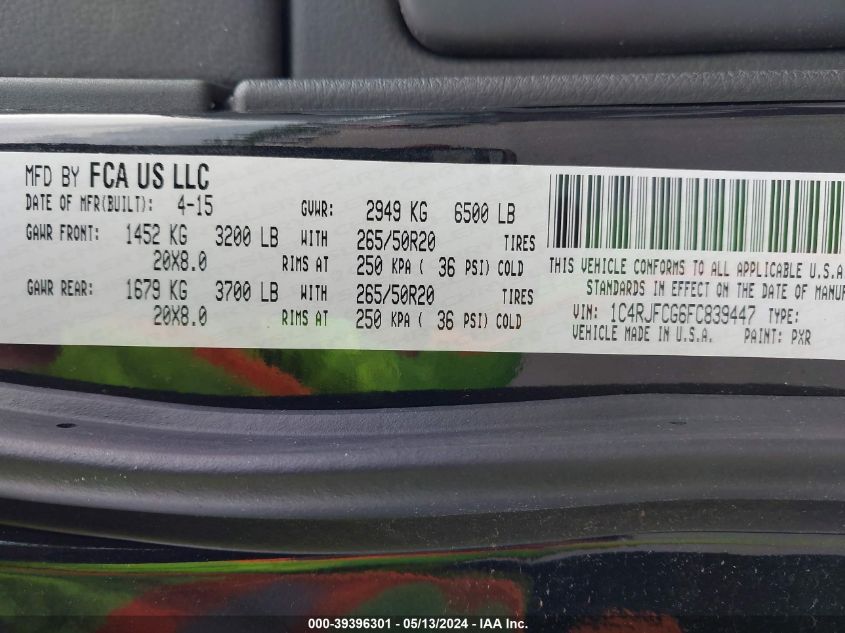 MFD BY FCA US LLC
DATE OF MFR(BUILT): 4-15 GVWR: 2949 KG 6500 LB
GAWR FRONT: 1452 KG 3200 LB WITH 265/50R20 TIRES
20X8.0 RIMS AT 250 KPA ( 36 PSI) COLD
GAWR REAR: 1679 KG 3700 LB WITH 265/50R20 TIRES
20X8.0 RIMS AT 250 KPA ( 36 PSI) COLD
THIS VEHICLE CONFORMS TO ALL APPLICABLE U.S.A
STANDARDS IN EFFECT ON THE DATE OF MANUF
VIN: 1C4RJFCG6FC839447 TYPE:
VEHICLE MADE IN U.S.A. PAINT: PXR
000-39396301 - 05/13/2024 - IAA Inc.